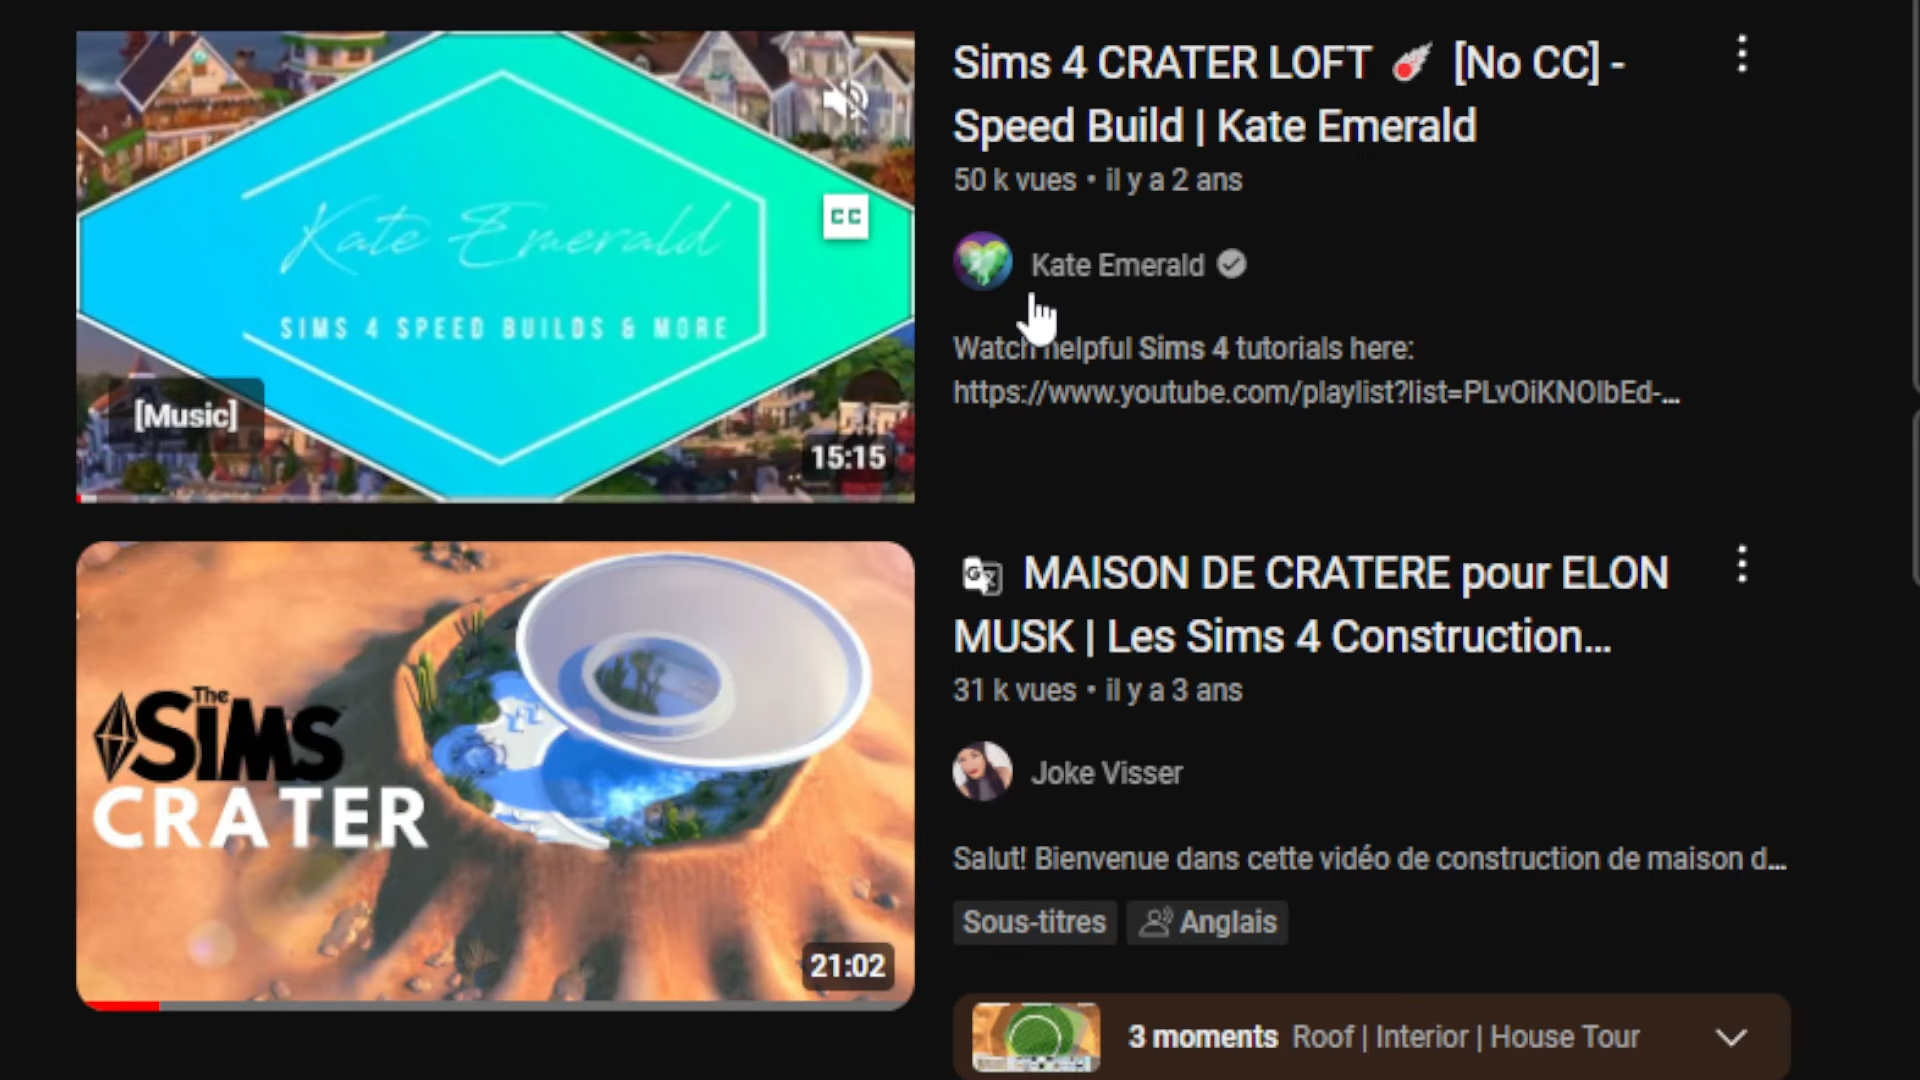 Kate Emerald
SIMS 4 SPEED BUILDS & MORE
CC
[Music]
15:15
Sims 4 CRATER LOFT ☄️ [No CC] -
Speed Build | Kate Emerald
50 k vues • il y a 2 ans
Kate Emerald
Watch helpful Sims 4 tutorials here:
https://www.youtube.com/playlist?list=PLvOiKNOIbEd-...
The
SiMS
CRATER
21:02
MAISON DE CRATERE pour ELON
MUSK | Les Sims 4 Construction...
31 k vues • il y a 3 ans
Joke Visser
Salut! Bienvenue dans cette vidéo de construction de maison d...
Sous-titres
Anglais
3 moments Roof | Interior | House Tour